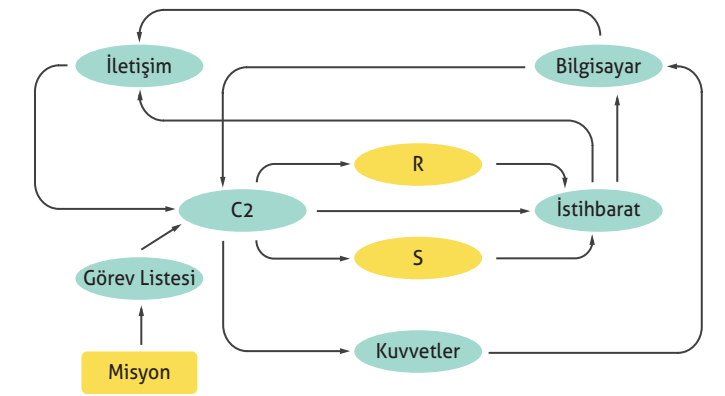 İletişim
Bilgisayar
R
C2
İstihbarat
S
Görev Listesi
Kuvvetler
Misyon